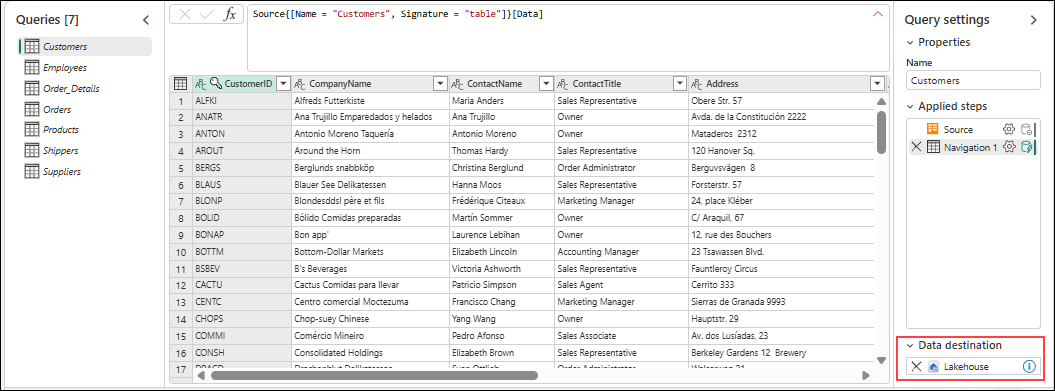 Queries [7]
Customers
Employees
Order_Details
Orders
Products
Shippers
Suppliers
fx
Source{[Name = "Customers", Signature = "table"]}[Data]
CustomerID CompanyName ContactName ContactTitle Address
1 ALFKI Alfreds Futterkiste Maria Anders Sales Representative Obere Str. 57
2 ANATR Ana Trujillo Emparedados y helados Ana Trujillo Owner Avda. de la Constitución 2222
3 ANTON Antonio Moreno Taquería Antonio Moreno Owner Mataderos 2312
4 AROUT Around the Horn Thomas Hardy Sales Representative 120 Hanover Sq.
5 BERGS Berglunds snabbköp Christina Berglund Order Administrator Berguvsvägen 8
6 BLAUS Blauer See Delikatessen Hanna Moos Sales Representative Forsterstr. 57
7 BLONP Blondesddsl père et fils Frédérique Citeaux Marketing Manager 24, place Kléber
8 BOLID Bólido Comidas preparadas Martín Sommer Owner C/ Araquil, 67
9 BONAP Bon app' Laurence Lebihan Owner 12, rue des Bouchers
10 BOTTM Bottom-Dollar Markets Elizabeth Lincoln Accounting Manager 23 Tsawassen Blvd.
11 BSBEV B's Beverages Victoria Ashworth Sales Representative Fauntleroy Circus
12 CACTU Cactus Comidas para llevar Patricio Simpson Sales Agent Cerrito 333
13 CENTC Centro comercial Moctezuma Francisco Chang Marketing Manager Sierras de Granada 9993
14 CHOPS Chop-suey Chinese Yang Wang Owner Hauptstr. 29
15 COMMI Comércio Mineiro Pedro Afonso Sales Associate Av. dos Lusíadas, 23
16 CONSH Consolidated Holdings Elizabeth Brown Sales Representative Berkeley Gardens 12 Brewery
17
Query settings
Properties
Name
Customers
Applied steps
Source
Navigation 1
Data destination
Lakehouse